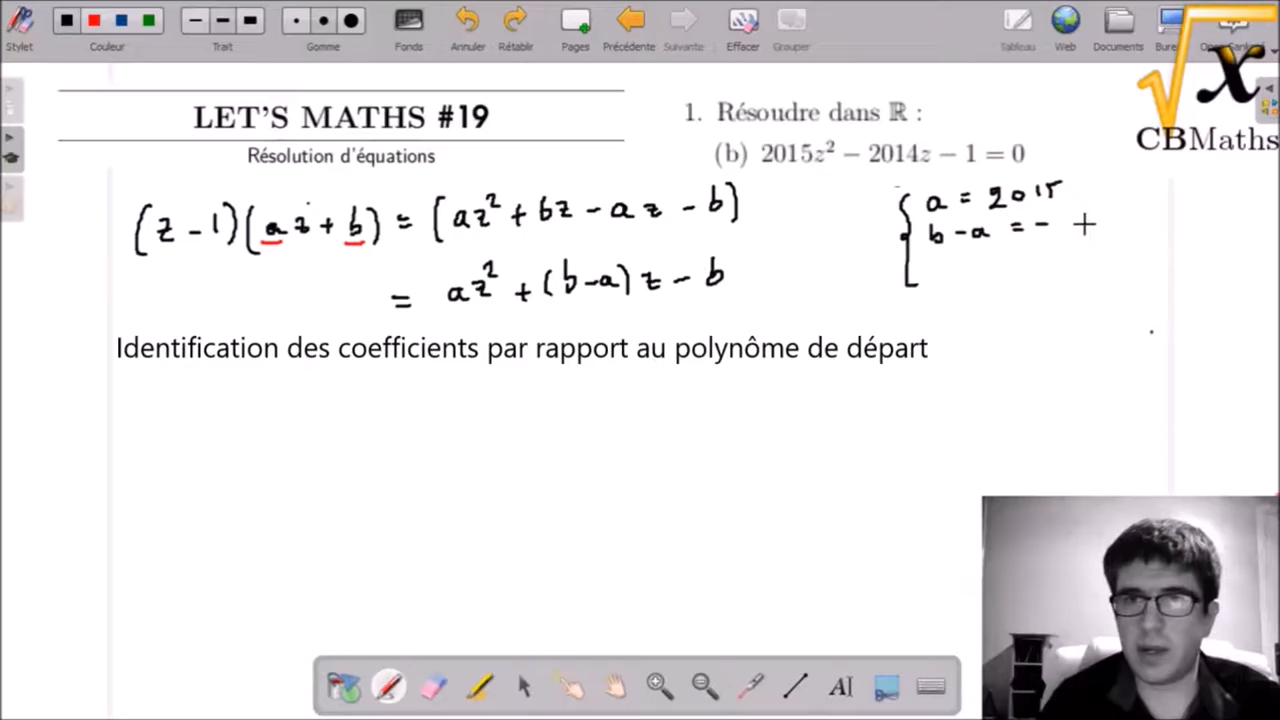 Stylet Couleur Trait Gomme Fonds Annuler Rétablir Pages Précédente Suivante Effacer Grouper Tableau Web Documents
LET'S MATHS #19
Résolution d'équations
1. Résoudre dans ℝ :
(b) 2015z² − 2014z − 1 = 0
CBMaths
(z − 1)(az + b) = (az² + bz − az − b)
= az² + (b − a)z − b
{ a = 2015
b − a = −
Identification des coefficients par rapport au polynôme de départ
AI